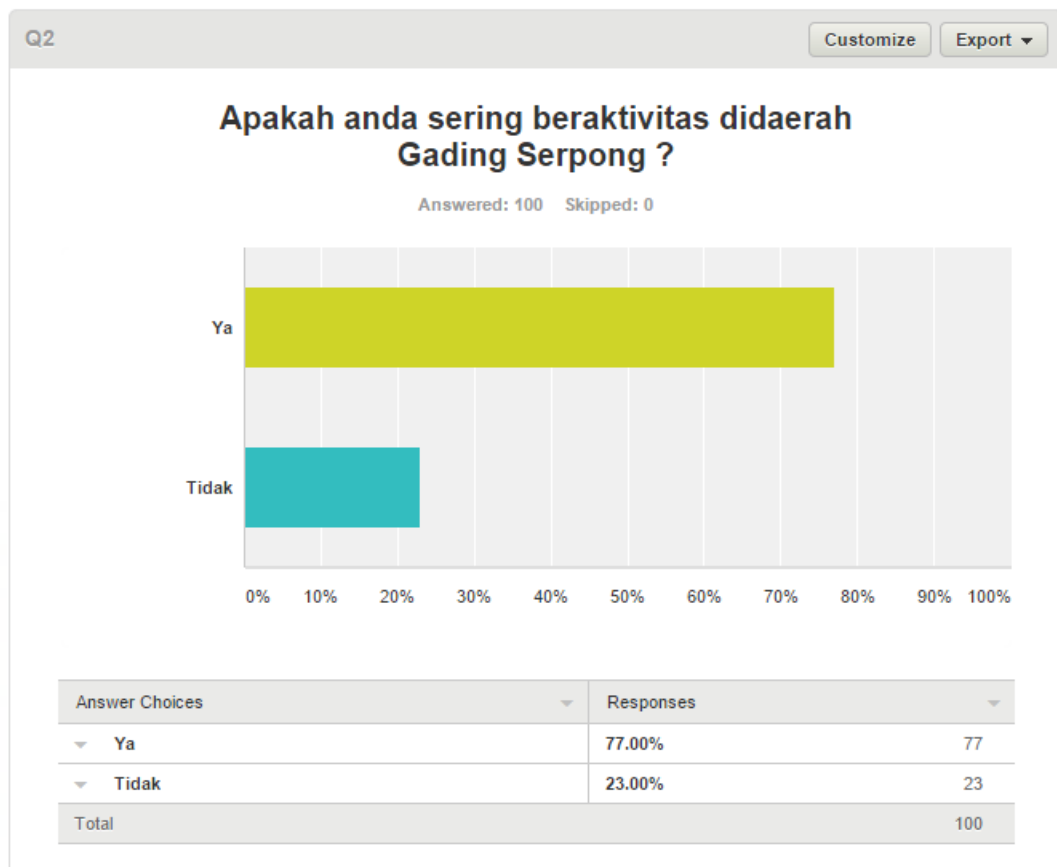 Q2
Customize
Export
Apakah anda sering beraktivitas didaerah
Gading Serpong ?
Answered: 100 Skipped: 0
Ya
Tidak
0% 10% 20% 30% 40% 50% 60% 70% 80% 90% 100%
Answer Choices Responses
Ya 77.00% 77
Tidak 23.00% 23
Total 100